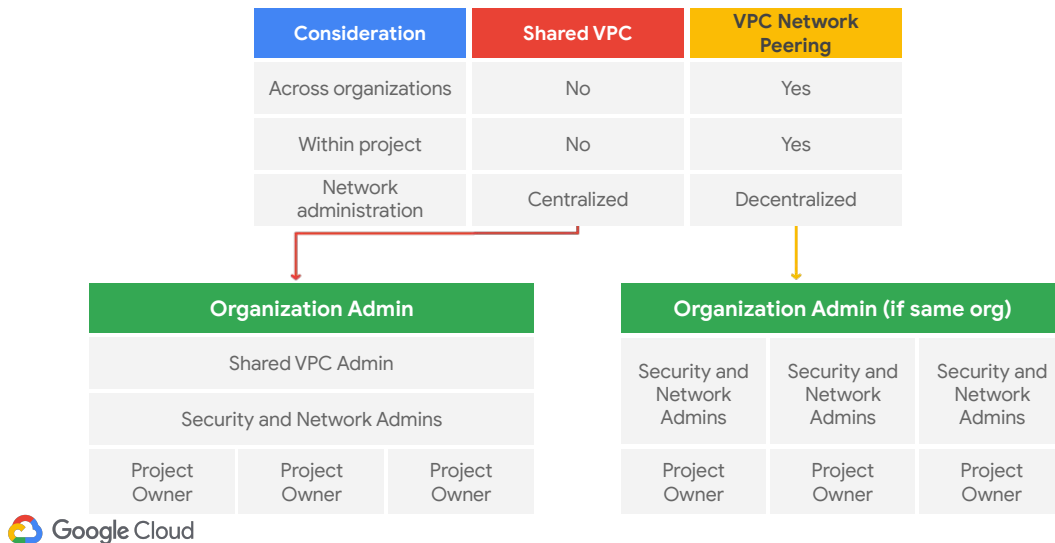 Consideration
Shared VPC
VPC Network
Peering
Across organizations
No
Yes
Within project
No
Yes
Network
administration
Centralized
Decentralized
Organization Admin
Shared VPC Admin
Security and Network Admins
Project
Owner
Project
Owner
Project
Owner
Organization Admin (if same org)
Security and
Network
Admins
Security and
Network
Admins
Security and
Network
Admins
Project
Owner
Project
Owner
Project
Owner
Google Cloud